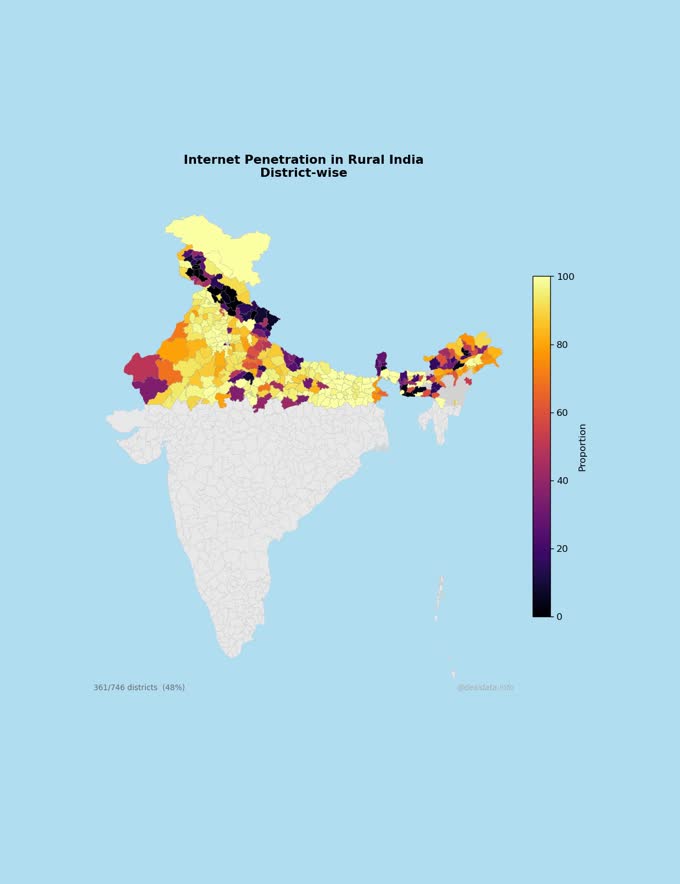 Internet Penetration in Rural India
District-wise
100
80
60
40
20
0
Proportion
361/746 districts (48%)
@desidata.info